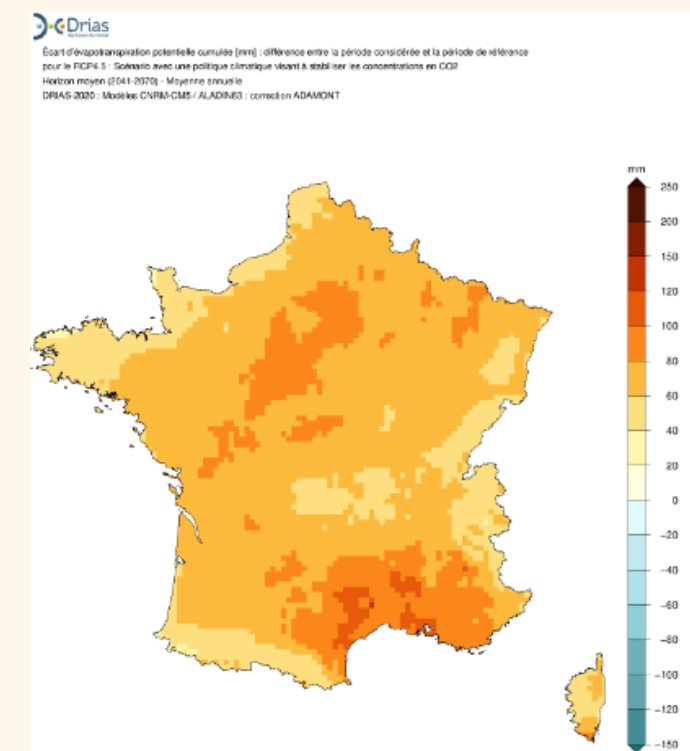 Drias
Écart d'évapotranspiration potentielle cumulée [mm] : différence entre la période considérée et la période de référence
pour le RCP4.5 : Scénario avec une politique climatique visant à stabiliser les concentrations en CO2
Horizon moyen (2041-2070) - Moyenne annuelle
DRIAS-2020 : Modèles CNRM-CM5 / ALADIN63 : correction ADAMONT
mm
250
200
150
120
100
80
60
40
20
0
-20
-40
-60
-80
-100
-120
-150